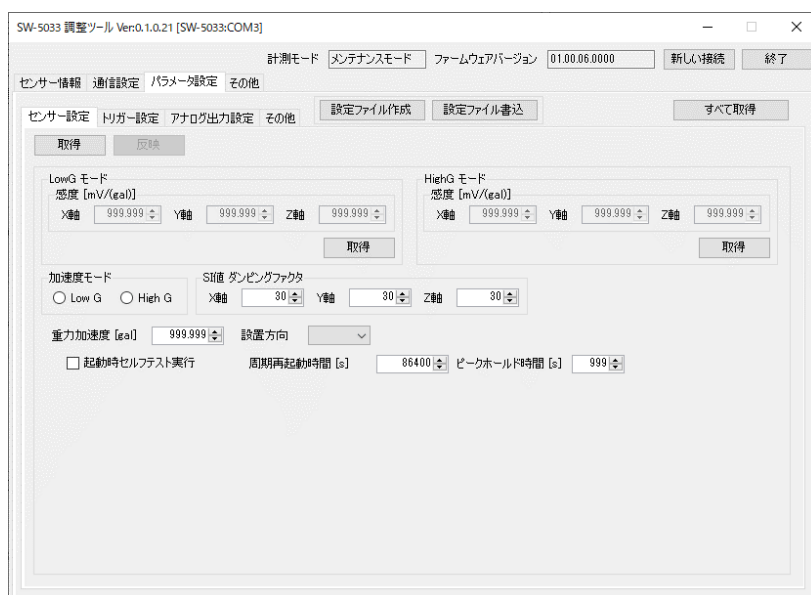 SW-5033 調整ツール Ver:0.1.0.21 [SW-5033:COM3]
計測モード メンテナンスモード ファームウェアバージョン 01.00.06.0000 新しい接続 終了
センサー情報 通信設定 パラメータ設定 その他
センサー設定 トリガー設定 アナログ出力設定 その他 設定ファイル作成 設定ファイル書込 すべて取得
取得 反映
LowG モード HighG モード
感度 [mV/(gal)] 感度 [mV/(gal)]
X軸 999.999 Y軸 999.999 Z軸 999.999 X軸 999.999 Y軸 999.999 Z軸 999.999
取得 取得
加速度モード SI値 ダンピングファクタ
Low G High G X軸 30 Y軸 30 Z軸 30
重力加速度 [gal] 999.999 設置方向
起動時セルフテスト実行 周期再起動時間 [s] 86400 ピークホールド時間 [s] 999